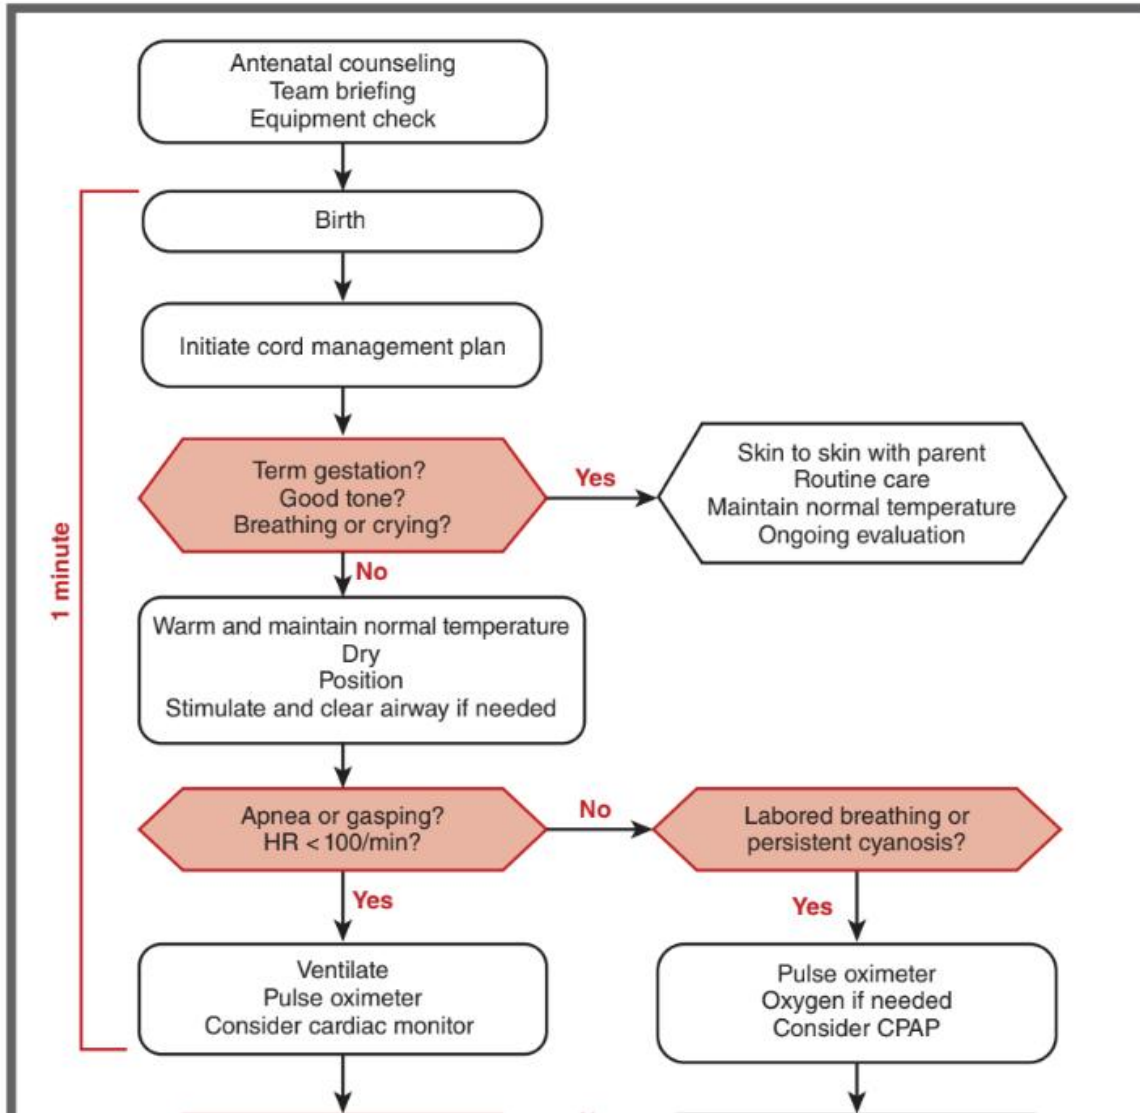 Antenatal counseling
Team briefing
Equipment check
Birth
Initiate cord management plan
Term gestation?
Good tone?
Breathing or crying?
Yes
Skin to skin with parent
Routine care
Maintain normal temperature
Ongoing evaluation
No
1 minute
Warm and maintain normal temperature
Dry
Position
Stimulate and clear airway if needed
Apnea or gasping?
HR < 100/min?
No
Labored breathing or
persistent cyanosis?
Yes
Yes
Ventilate
Pulse oximeter
Consider cardiac monitor
Pulse oximeter
Oxygen if needed
Consider CPAP